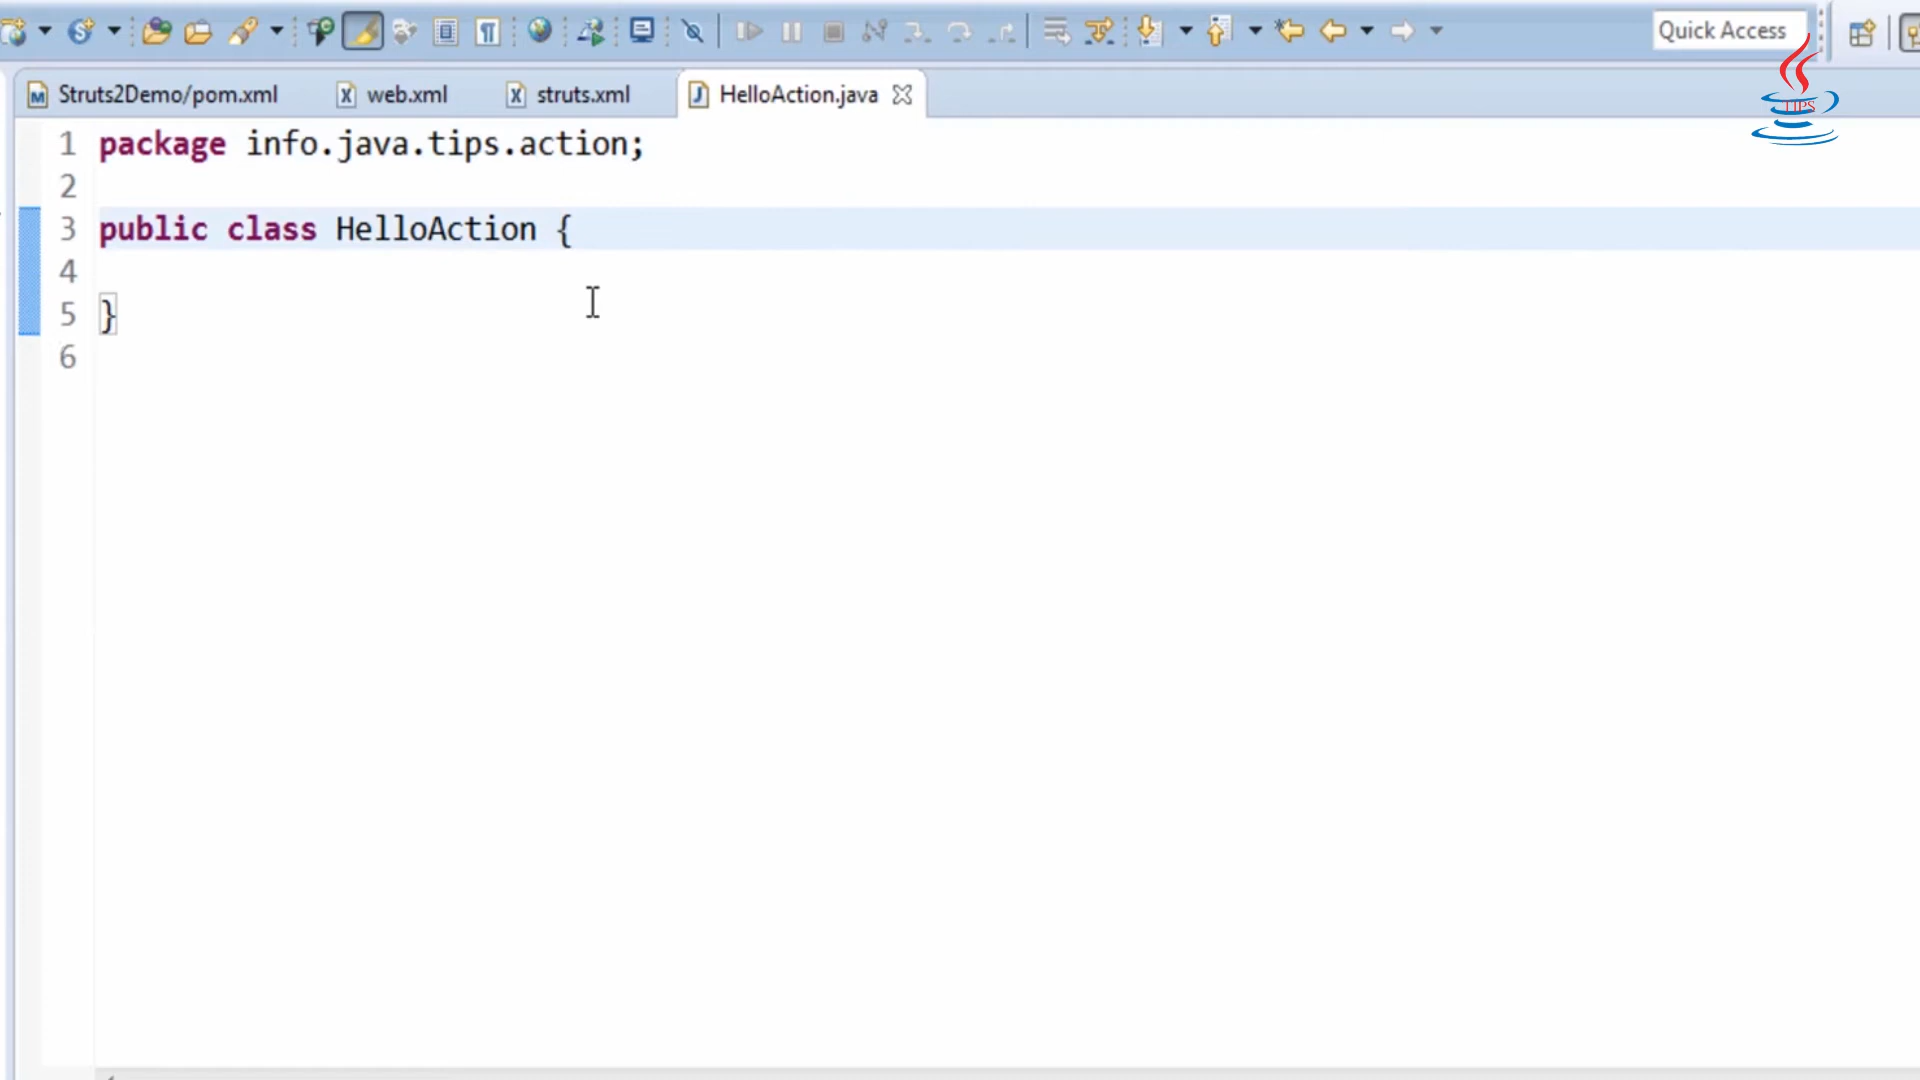 Quick Access
TIPS
Struts2Demo/pom.xml web.xml struts.xml HelloAction.java
1 package info.java.tips.action;
2
3 public class HelloAction {
4
5 }
6